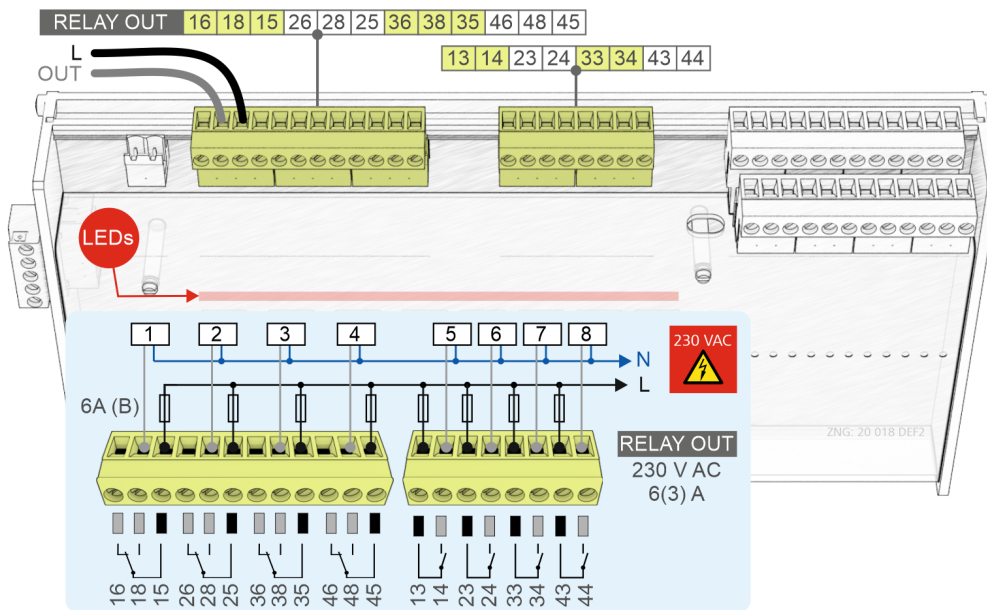 RELAY OUT 16 18 15 26 28 25 36 38 35 46 48 45
L
OUT
13 14 23 24 33 34 43 44
LEDs
1 2 3 4 5 6 7 8
230 VAC
N
L
6A (B)
ZNG: 20 018 DEF2
RELAY OUT
230 V AC
6(3) A
16 18 15 26 28 25 36 38 35 46 48 45 13 14 23 24 33 34 43 44